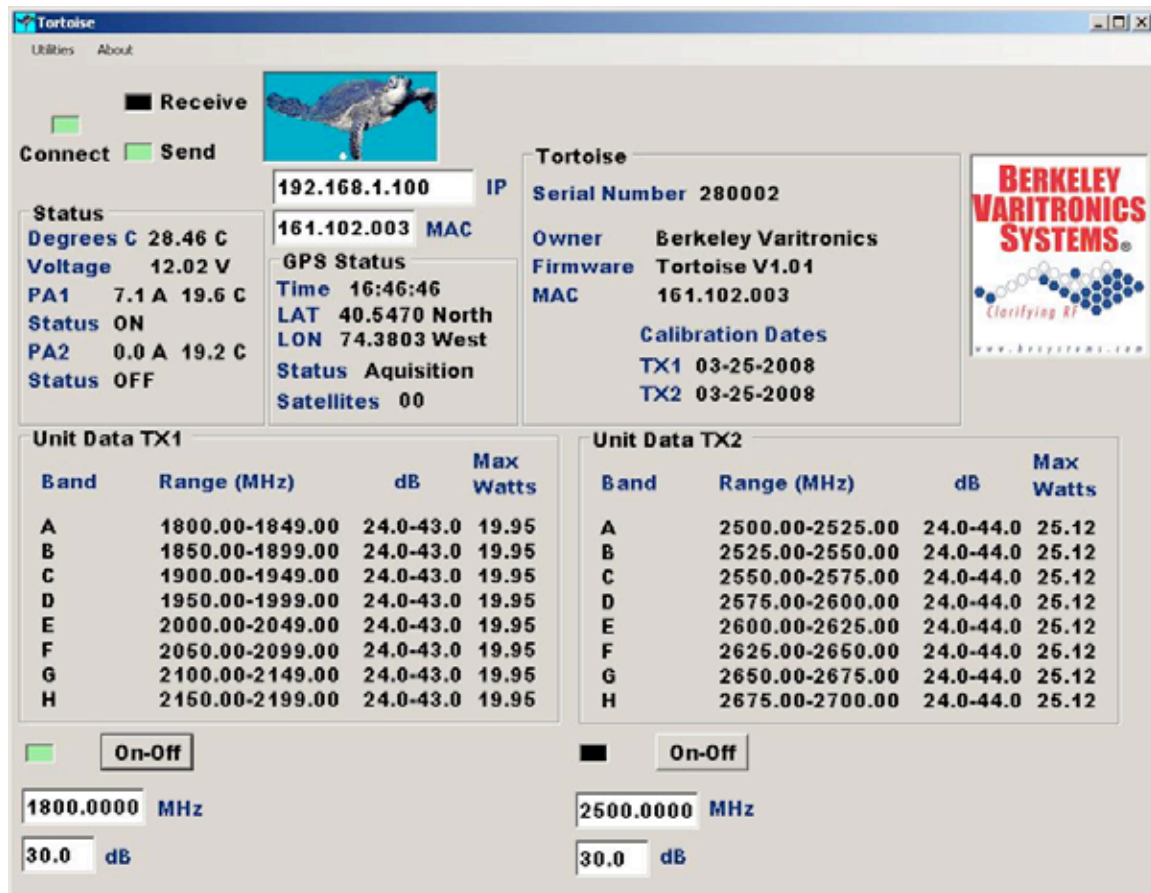 Tortoise
Utilities About
Receive
Connect Send
192.168.1.100 IP
161.102.003 MAC
Status
Degrees C 28.46 C
Voltage 12.02 V
PA1 7.1 A 19.6 C
Status ON
PA2 0.0 A 19.2 C
Status OFF
GPS Status
Time 16:46:46
LAT 40.5470 North
LON 74.3803 West
Status Aquisition
Satellites 00
Tortoise
Serial Number 280002
Owner Berkeley Varitronics
Firmware Tortoise V1.01
MAC 161.102.003
Calibration Dates
TX1 03-25-2008
TX2 03-25-2008
BERKELEY
VARITRONICS
SYSTEMS®
Clarifying RF
www.bvsystems.com
Unit Data TX1
Band Range (MHz) dB Max Watts
A 1800.00-1849.00 24.0-43.0 19.95
B 1850.00-1899.00 24.0-43.0 19.95
C 1900.00-1949.00 24.0-43.0 19.95
D 1950.00-1999.00 24.0-43.0 19.95
E 2000.00-2049.00 24.0-43.0 19.95
F 2050.00-2099.00 24.0-43.0 19.95
G 2100.00-2149.00 24.0-43.0 19.95
H 2150.00-2199.00 24.0-43.0 19.95
On-Off
1800.0000 MHz
30.0 dB
Unit Data TX2
Band Range (MHz) dB Max Watts
A 2500.00-2525.00 24.0-44.0 25.12
B 2525.00-2550.00 24.0-44.0 25.12
C 2550.00-2575.00 24.0-44.0 25.12
D 2575.00-2600.00 24.0-44.0 25.12
E 2600.00-2625.00 24.0-44.0 25.12
F 2625.00-2650.00 24.0-44.0 25.12
G 2650.00-2675.00 24.0-44.0 25.12
H 2675.00-2700.00 24.0-44.0 25.12
On-Off
2500.0000 MHz
30.0 dB